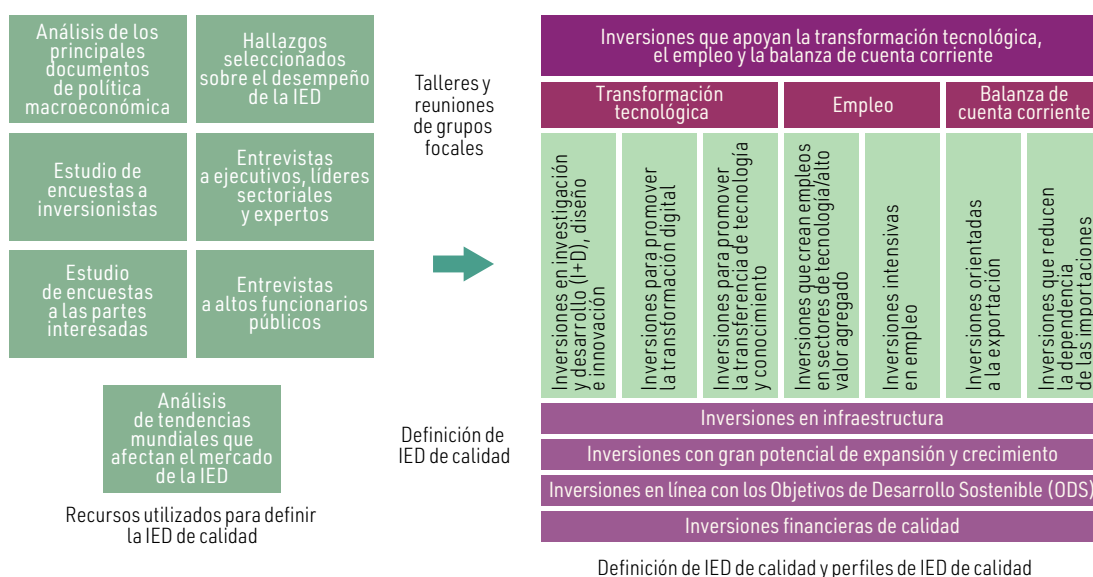 Análisis de los
principales
documentos
de política
macroeconómica
Hallazgos
seleccionados
sobre el desempeño
de la IED
Estudio de
encuestas a
inversionistas
Entrevistas
a ejecutivos, líderes
sectoriales
y expertos
Estudio
de encuestas
a las partes
interesadas
Entrevistas
a altos funcionarios
públicos
Análisis
de tendencias
mundiales que
afectan el mercado
de la IED
Recursos utilizados para definir
la IED de calidad
Talleres y
reuniones
de grupos
focales
Definición de
IED de calidad
Inversiones que apoyan la transformación tecnológica,
el empleo y la balanza de cuenta corriente
Transformación
tecnológica
Empleo
Balanza de
cuenta corriente
Inversiones en investigación
y desarrollo (I+D), diseño
e innovación
Inversiones para promover
la transformación digital
Inversiones para promover
la transferencia de tecnología
y conocimiento
Inversiones que crean empleos
en sectores de tecnología/alto
valor agregado
Inversiones intensivas
en empleo
Inversiones orientadas
a la exportación
Inversiones que reducen
la dependencia
de las importaciones
Inversiones en infraestructura
Inversiones con gran potencial de expansión y crecimiento
Inversiones en línea con los Objetivos de Desarrollo Sostenible (ODS)
Inversiones financieras de calidad
Definición de IED de calidad y perfiles de IED de calidad